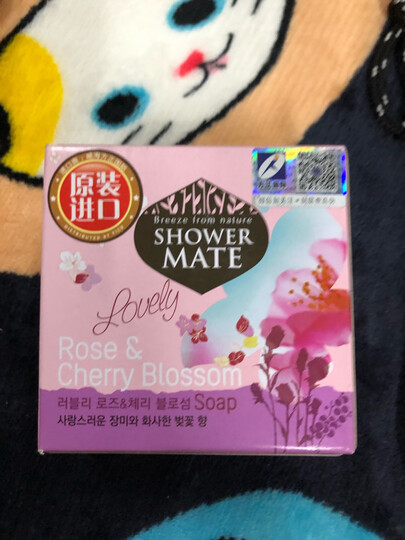 原装
进口
DISTRIBUTED BY
Breeze from nature
SHOWER
MATE
Lovely
Rose &
Cherry Blossom
러블리 로즈&체리 블로섬 Soap
사랑스러운 장미와 화사한 벚꽃 향